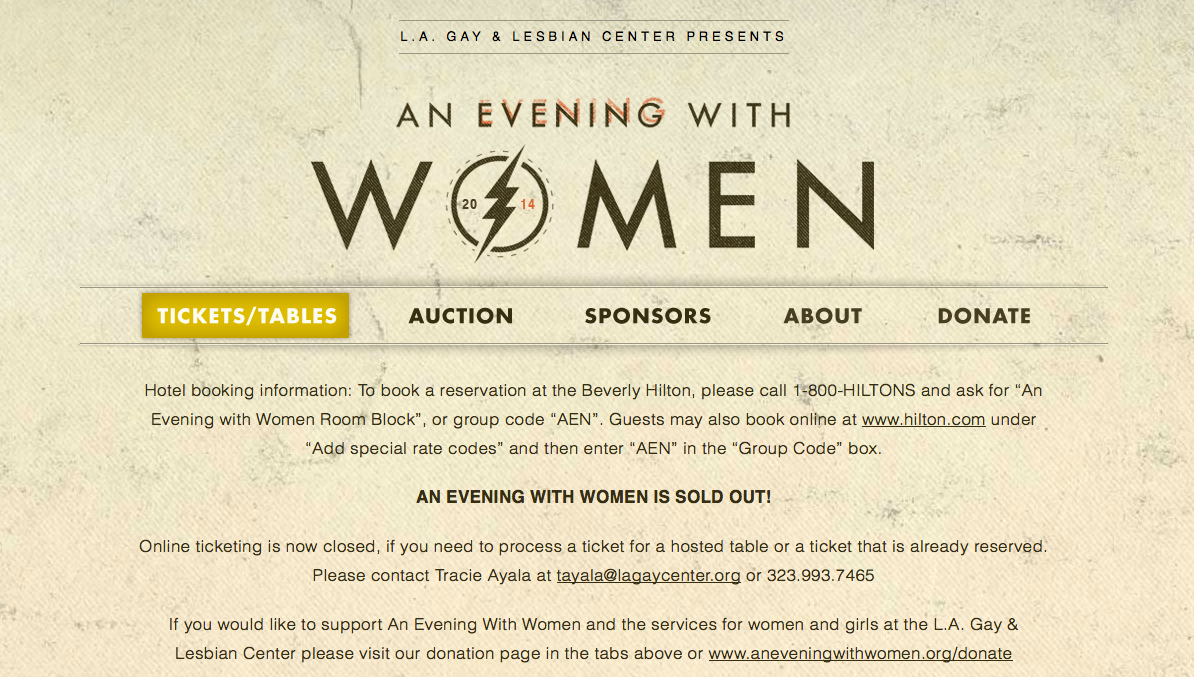 L.A. GAY & LESBIAN CENTER PRESENTS
AN EVENING WITH
WOMEN
20 14
TICKETS/TABLES AUCTION SPONSORS ABOUT DONATE
Hotel booking information: To book a reservation at the Beverly Hilton, please call 1-800-HILTONS and ask for “An
Evening with Women Room Block”, or group code “AEN”. Guests may also book online at www.hilton.com under
“Add special rate codes” and then enter “AEN” in the “Group Code” box.
AN EVENING WITH WOMEN IS SOLD OUT!
Online ticketing is now closed, if you need to process a ticket for a hosted table or a ticket that is already reserved.
Please contact Tracie Ayala at tayala@lagaycenter.org or 323.993.7465
If you would like to support An Evening With Women and the services for women and girls at the L.A. Gay &
Lesbian Center please visit our donation page in the tabs above or www.aneveningwithwomen.org/donate